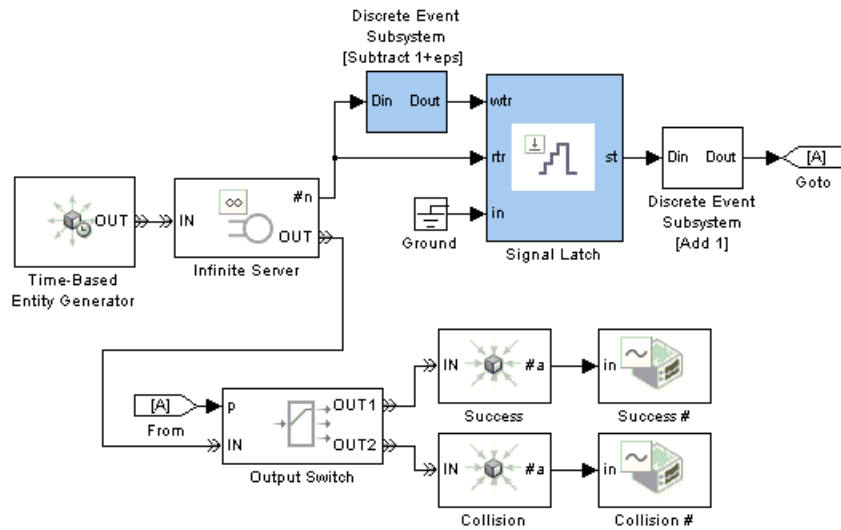 Discrete Event
Subsystem
[Subtract 1+eps]
Din Dout
wtr
rtr
st
in
Signal Latch
Din Dout
Discrete Event
Subsystem
[Add 1]
[A]
Goto
Ground
OUT
Time-Based
Entity Generator
IN
∞
#n
OUT
Infinite Server
[A]
From
p
IN
OUT1
OUT2
Output Switch
IN #a
Success
in
Success #
IN #a
Collision
in
Collision #